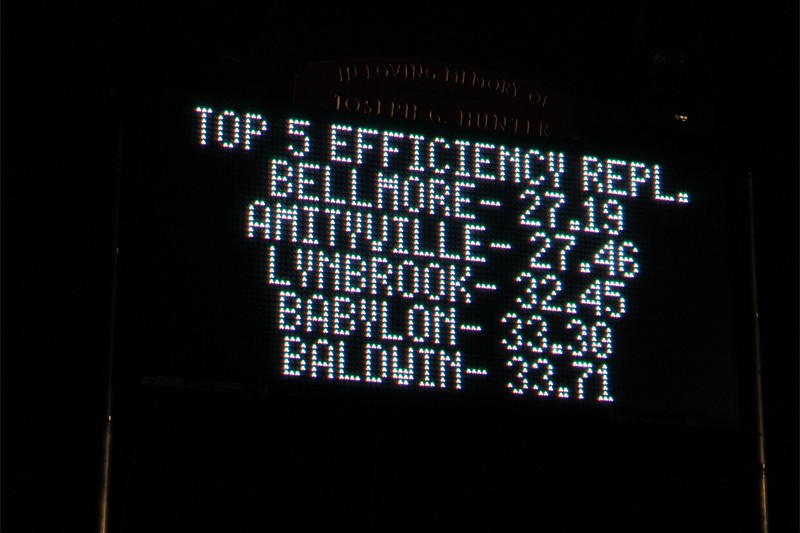 IN LOVING MEMORY OF
JOSEPH G. HUNTER
TOP 5 EFFICIENCY REPL.
BELLMORE- 27.19
AMITYVILLE- 27.46
LYNBROOK- 32.45
BABYLON- 33.30
BALDWIN- 33.71